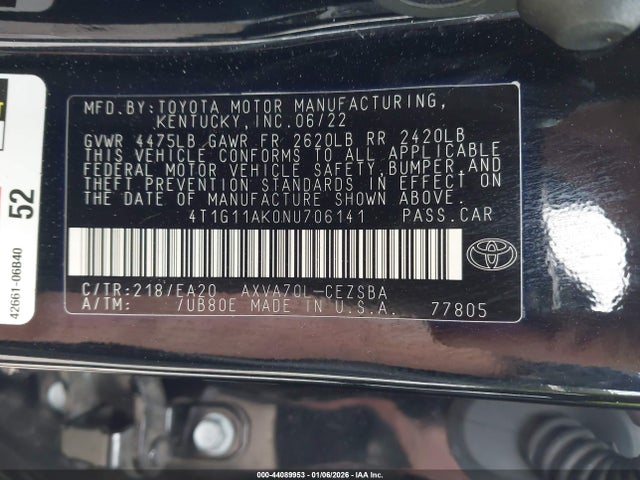 MFD.BY:TOYOTA MOTOR MANUFACTURING,
KENTUCKY,INC.06/22
GVWR 4475LB GAWR FR 2620LB RR 2420LB
THIS VEHICLE CONFORMS TO ALL APPLICABLE
FEDERAL MOTOR VEHICLE SAFETY,BUMPER,AND
THEFT PREVENTION STANDARDS IN EFFECT ON
THE DATE OF MANUFACTURE SHOWN ABOVE.
4T1G11AK0NU706141 PASS.CAR
C/TR:218/EA20 AXVA70L-CEZSBA
A/TM: /UB80E MADE IN U.S.A. 77805
TOYOTA
52
42661-06B40
000-44089953 - 01/06/2026 - IAA Inc.